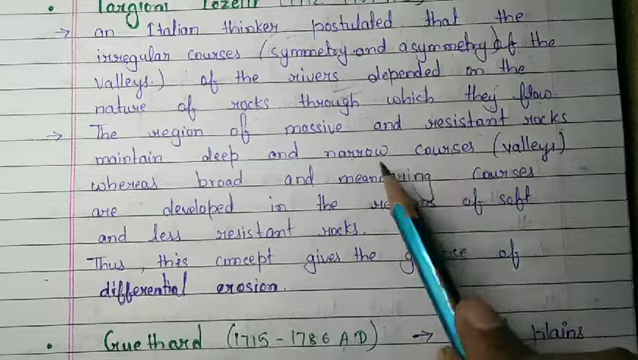 • Targioni Tozetti (1712
→ an Italian thinker postulated that the
irregular courses (symmetry and asymmetry of the
valleys.) of the rivers depended on the
nature of rocks through which they flow.
→ The region of massive and resistant rocks
maintain deep and narrow courses (valleys)
whereas broad and meandering courses
are developed in the of soft
and less resistant rocks.
Thus, this concept gives the of
differential erosion.
• Guethard (1715-1786 AD) → plains